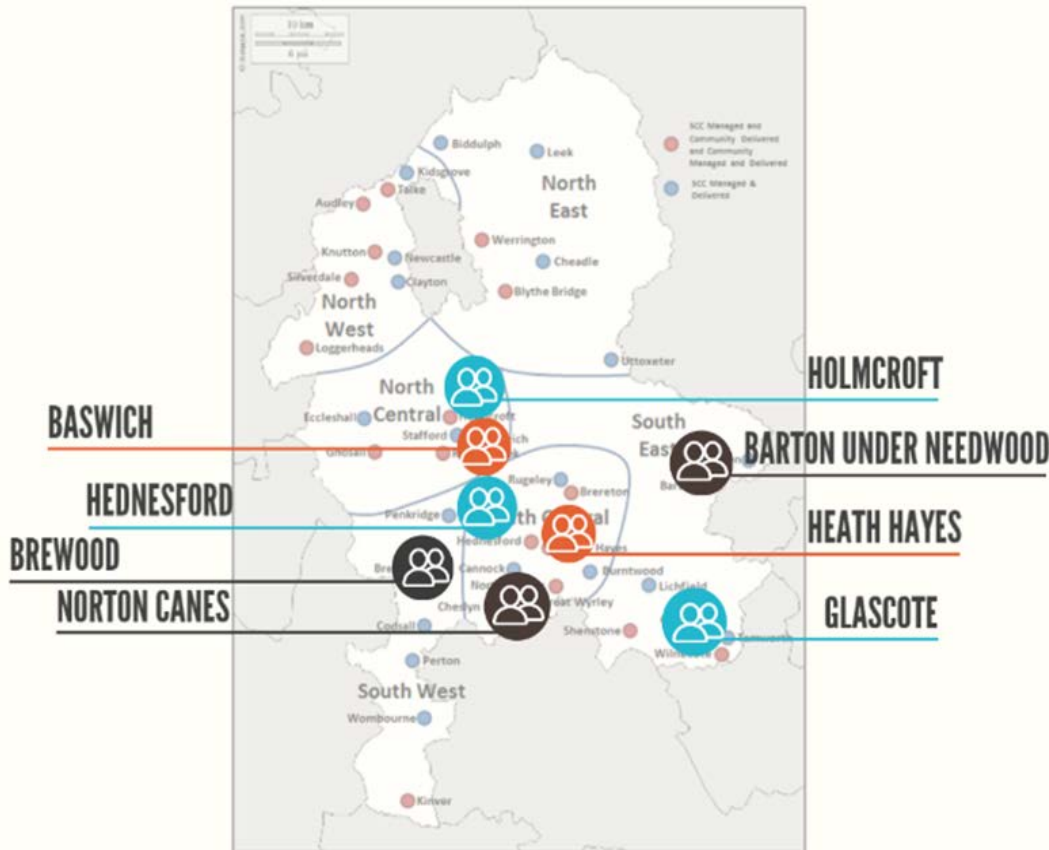 10 km
SCC Managed and
Community Delivered
and Community
Managed and Delivered
SCC Managed &
Delivered
Biddulph
Leek
Kidsgrove
Talke
North
East
Audley
Werrington
Knutton
Newcastle
Cheadle
Silverdale
Clayton
Blythe Bridge
North
West
Loggerheads
Uttoxeter
HOLMCROFT
North
Central
Eccleshall
BASWICH
Stafford
South
Gnosall
BARTON UNDER NEEDWOOD
Rugeley
Brereton
HEDNESFORD
Penkridge
HEATH HAYES
Hednesford
Hayes
BREWOOD
Cannock
Burntwood
Lichfield
NORTON CANES
Cheslyn
Great Wyrley
GLASCOTE
Codsall
Shenstone
Tamworth
Perton
South West
Wombourne
Kinver